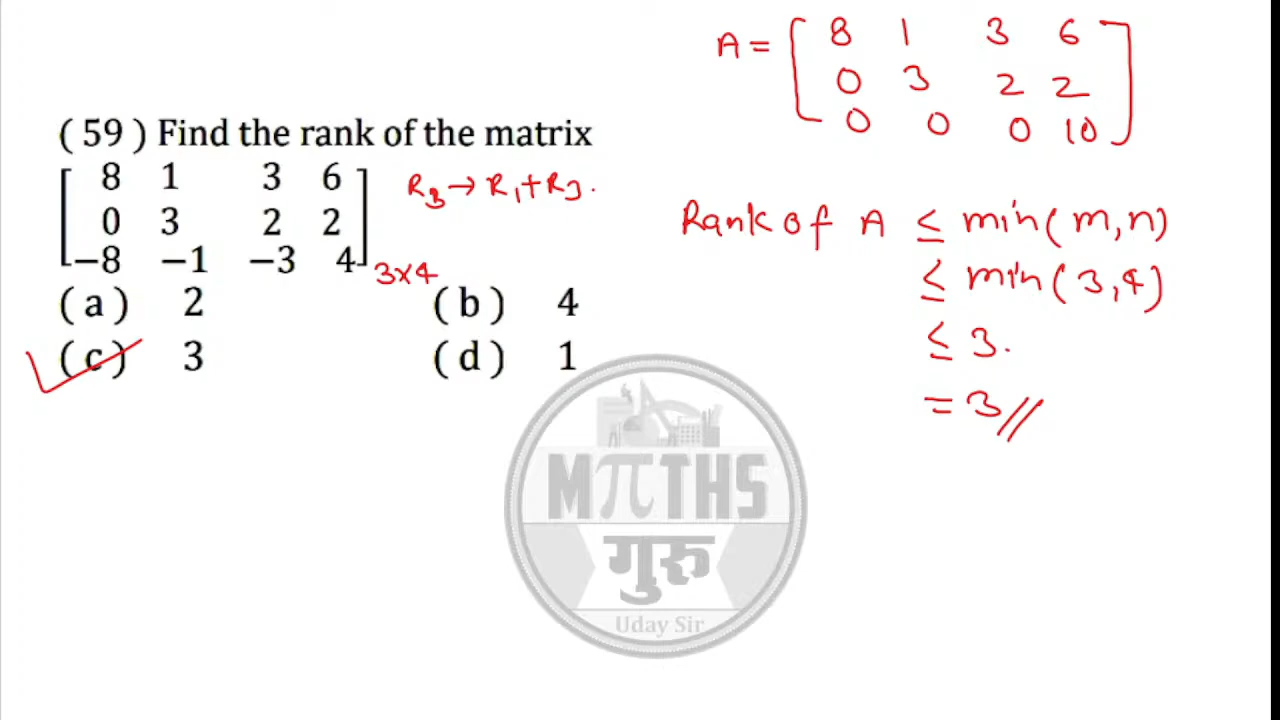 ( 59 ) Find the rank of the matrix
8 1 3 6
0 3 2 2
−8 −1 −3 4
3×4
R₃ → R₁+R₃.
( a ) 2 ( b ) 4
( c ) 3 ( d ) 1
A = [ 8 1 3 6
0 3 2 2
0 0 0 10 ]
Rank of A ≤ min(m,n)
≤ min(3,4)
≤ 3.
= 3//
MπTHS
गुरु
Uday Sir